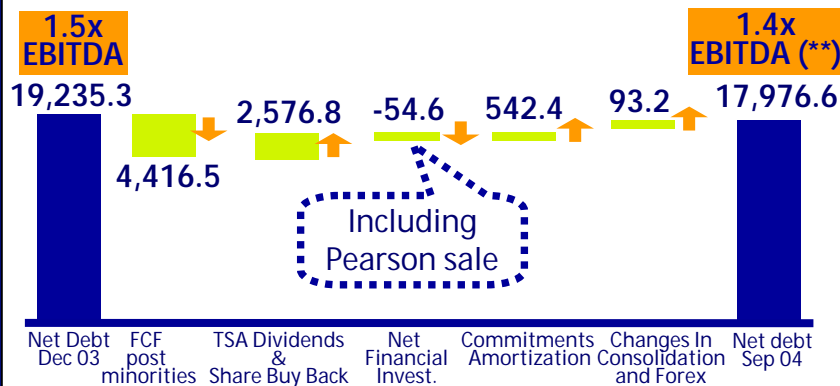 1.5x
EBITDA
1.4x
EBITDA (**)
19,235.3
4,416.5
2,576.8
-54.6
542.4
93.2
17,976.6
Including
Pearson sale
Net Debt
Dec 03
FCF
post
minorities
TSA Dividends
&
Share Buy Back
Net
Financial
Invest.
Commitments
Amortization
Changes In
Consolidation
and Forex
Net debt
Sep 04